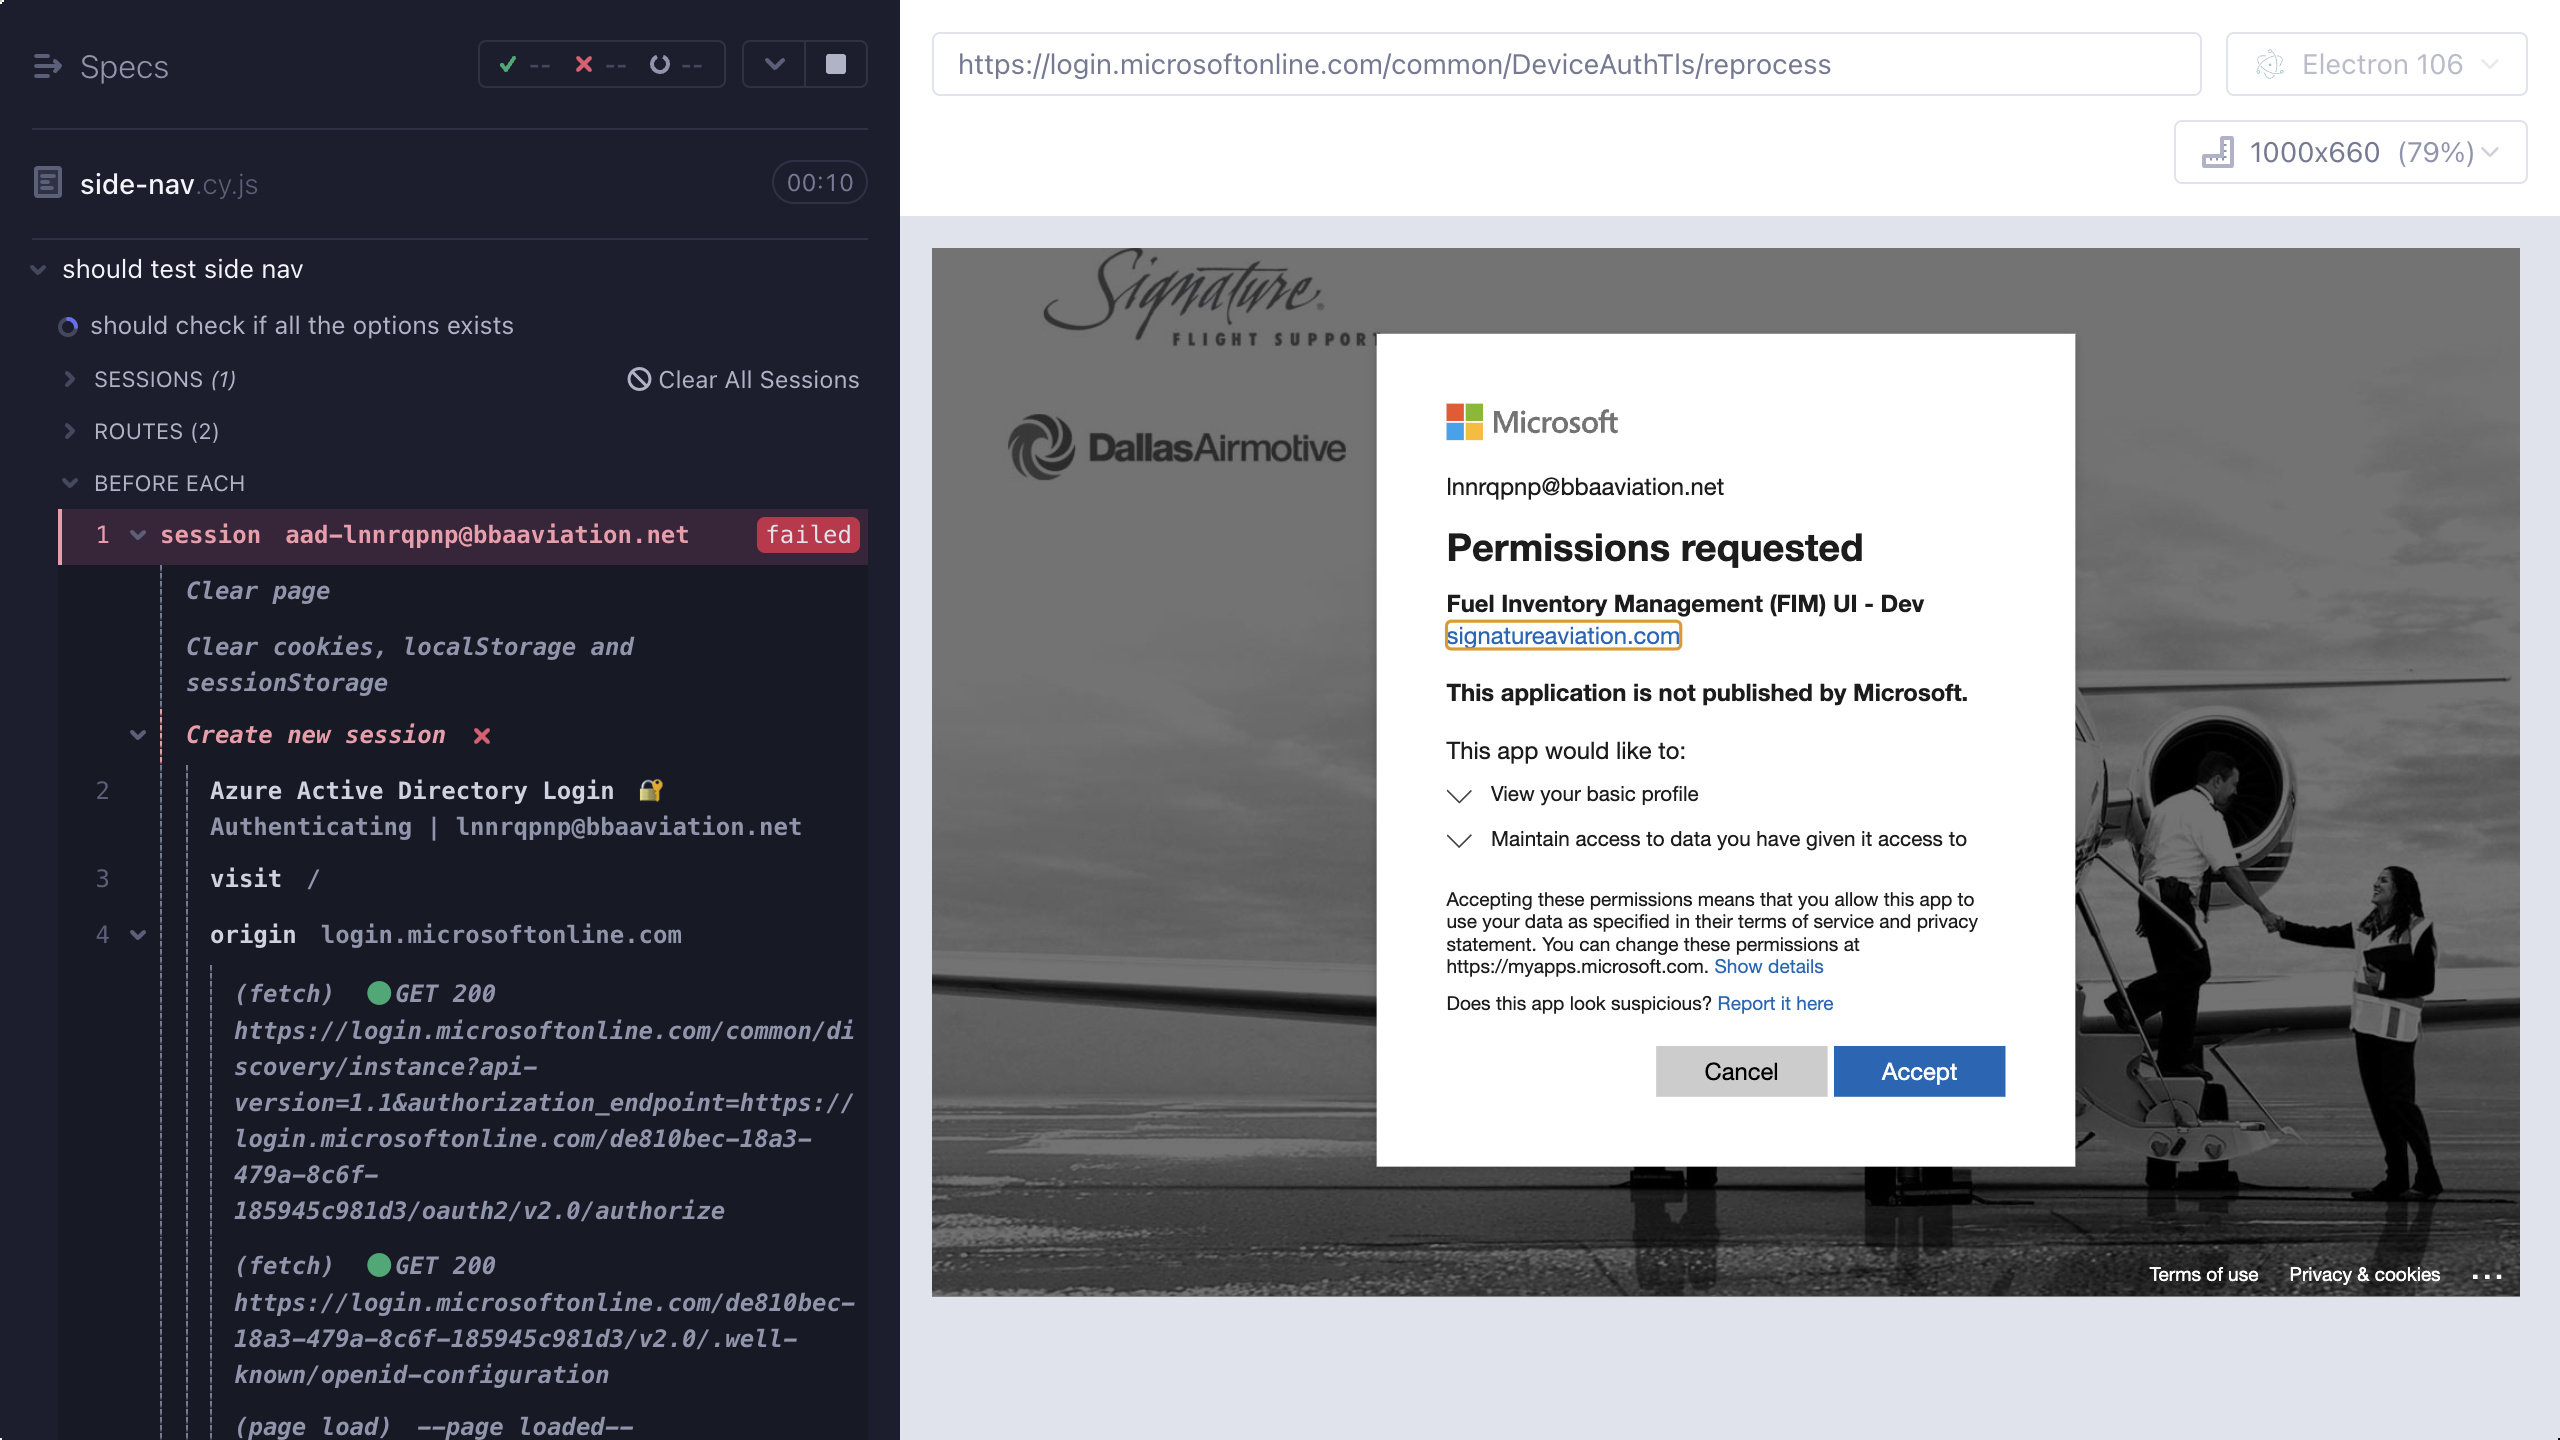 Specs
-- -- --
side-nav.cy.js
00:10
should test side nav
should check if all the options exists
SESSIONS (1)
Clear All Sessions
ROUTES (2)
BEFORE EACH
1 session aad-lnnrqpnp@bbaaviation.net failed
Clear page
Clear cookies, localStorage and
sessionStorage
Create new session
2 Azure Active Directory Login 🔐
Authenticating | lnnrqpnp@bbaaviation.net
3 visit /
4 origin login.microsoftonline.com
(fetch) GET 200
https://login.microsoftonline.com/common/di
scovery/instance?api-
version=1.1&authorization_endpoint=https://
login.microsoftonline.com/de810bec-18a3-
479a-8c6f-
185945c981d3/oauth2/v2.0/authorize
(fetch) GET 200
https://login.microsoftonline.com/de810bec-
18a3-479a-8c6f-185945c981d3/v2.0/.well-
known/openid-configuration
(page load) --page loaded--
https://login.microsoftonline.com/common/DeviceAuthTls/reprocess
Electron 106
1000x660 (79%)
Signature
FLIGHT SUPPORT
DallasAirmotive
Microsoft
lnnrqpnp@bbaaviation.net
Permissions requested
Fuel Inventory Management (FIM) UI - Dev
signatureaviation.com
This application is not published by Microsoft.
This app would like to:
View your basic profile
Maintain access to data you have given it access to
Accepting these permissions means that you allow this app to
use your data as specified in their terms of service and privacy
statement. You can change these permissions at
https://myapps.microsoft.com. Show details
Does this app look suspicious? Report it here
Cancel
Accept
Terms of use Privacy & cookies ...